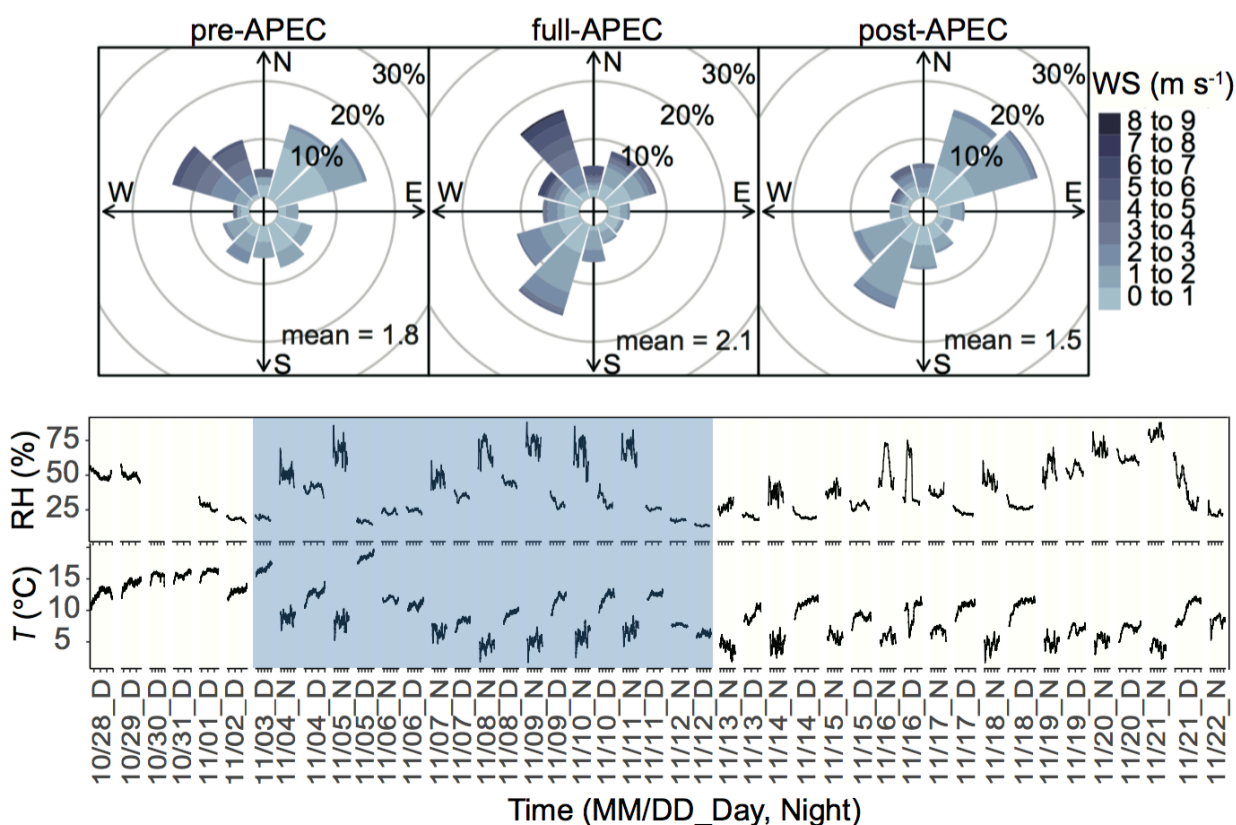 pre-APEC full-APEC post-APEC
N 30% N 30% N 30% WS (m s-1)
20% 20% 20% 8 to 9
10% 10% 10% 7 to 8
6 to 7
W E W E W E 5 to 6
4 to 5
3 to 4
2 to 3
1 to 2
0 to 1
mean = 1.8 mean = 2.1 mean = 1.5
S S S
RH (%)
75
50
25
T (°C)
15
10
5
10/28_D
10/29_D
10/30_D
10/31_D
11/01_D
11/02_D
11/03_D
11/04_N
11/04_D
11/05_N
11/05_D
11/06_N
11/06_D
11/07_N
11/07_D
11/08_N
11/08_D
11/09_N
11/09_D
11/10_N
11/10_D
11/11_N
11/11_D
11/12_N
11/12_D
11/13_N
11/13_D
11/14_N
11/14_D
11/15_N
11/15_D
11/16_N
11/16_D
11/17_N
11/17_D
11/18_N
11/18_D
11/19_N
11/19_D
11/20_N
11/20_D
11/21_N
11/21_D
11/22_N
Time (MM/DD_Day, Night)